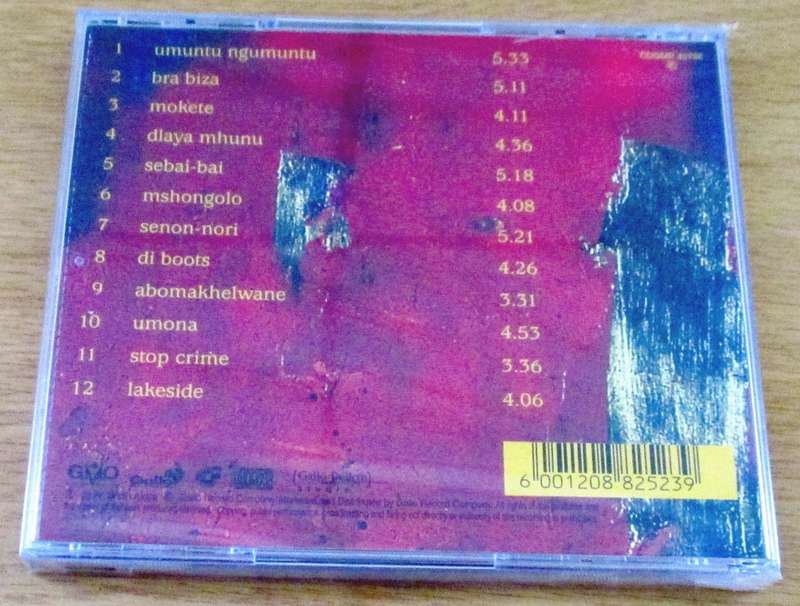 1 umuntu ngumuntu 5.33
2 bra biza 5.11
3 mokete 4.11
4 dlaya mhunu 4.36
5 sebai-bai 5.18
6 mshongolo 4.08
7 senon-nori 5.21
8 di boots 4.26
9 abomakhelwane 3.31
10 umona 4.53
11 stop crime 3.36
12 lakeside 4.06
GMO
6 001208 825239